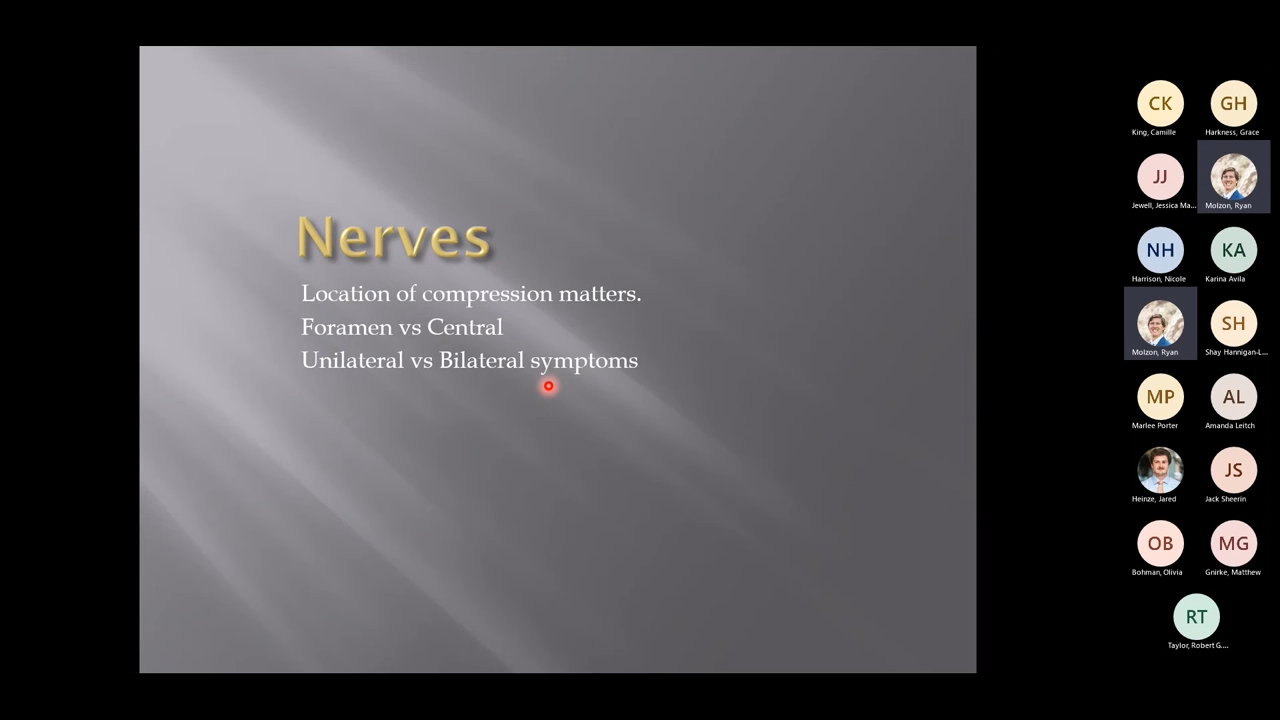 Nerves
Location of compression matters.
Foramen vs Central
Unilateral vs Bilateral symptoms
CK
King, Camille
GH
Harkness, Grace
JJ
Jewell, Jessica Ma...
Molzon, Ryan
NH
Harrison, Nicole
KA
Karina Avila
Molzon, Ryan
SH
Shay Hannigan-L...
MP
Marlee Porter
AL
Amanda Leitch
Heinze, Jared
JS
Jack Sheerin
OB
Bohman, Olivia
MG
Gnirke, Matthew
RT
Taylor, Robert G....